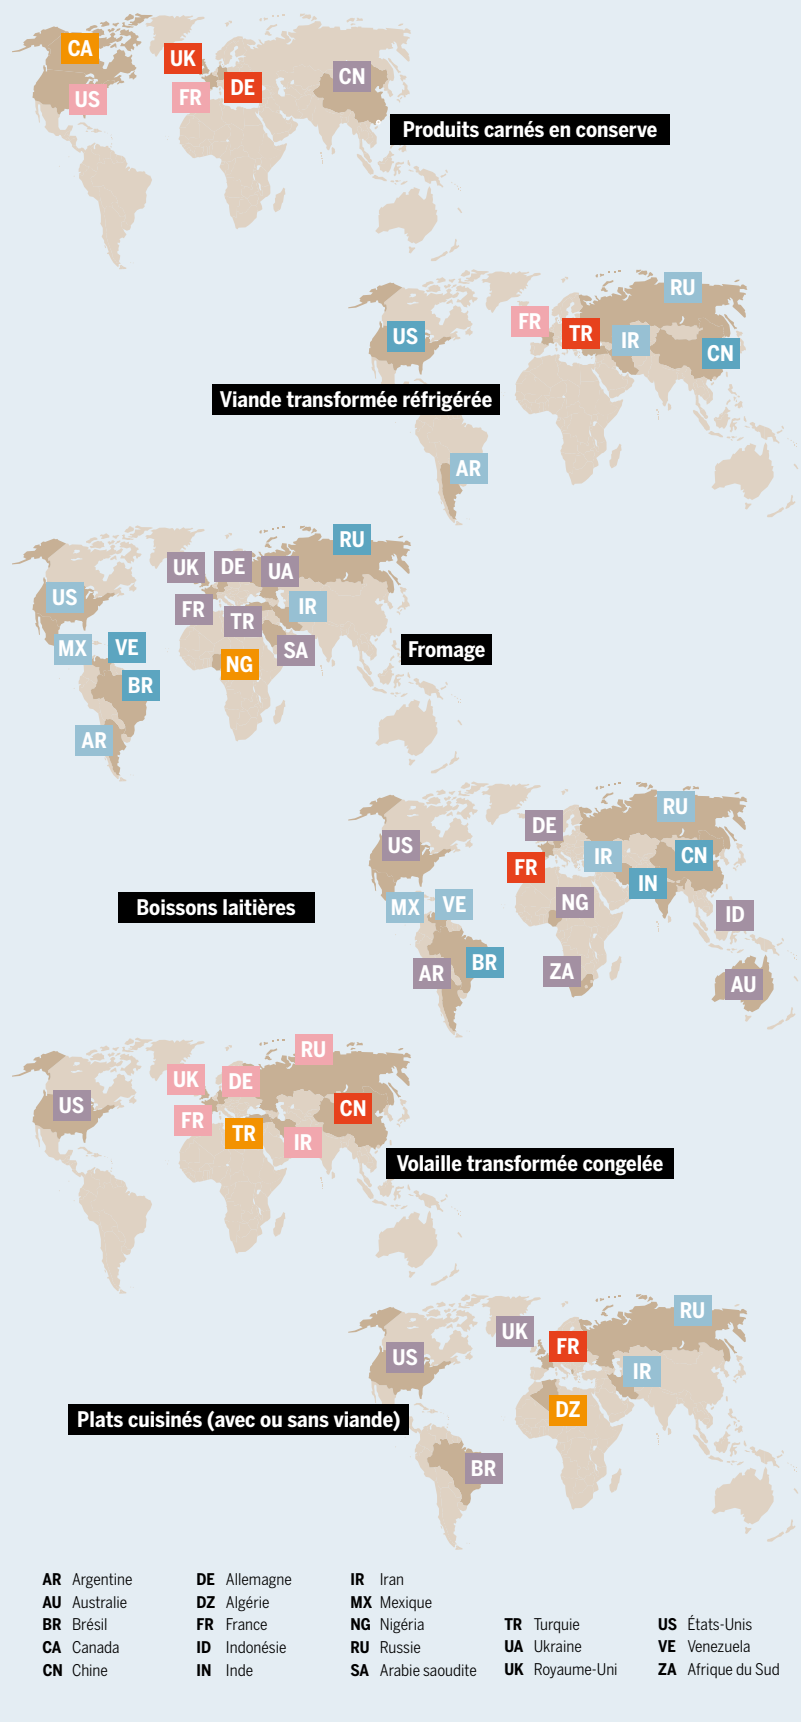 CA
UK
CN
DE
US
FR
Produits carnés en conserve
RU
FR
TR
US
IR
CN
Viande transformée réfrigérée
AR
RU
UK
DE
UA
US
FR
IR
TR
MX
VE
SA
Fromage
NG
BR
AR
RU
DE
US
IR
CN
FR
IN
MX
VE
NG
Boissons laitières
ID
BR
AR
ZA
AU
RU
UK
DE
US
CN
FR
TR
IR
Volaille transformée congelée
RU
UK
FR
US
IR
DZ
Plats cuisinés (avec ou sans viande)
BR
AR Argentine
AU Australie
BR Brésil
CA Canada
CN Chine
DE Allemagne
DZ Algérie
FR France
ID Indonésie
IN Inde
IR Iran
MX Mexique
NG Nigéria
RU Russie
SA Arabie saoudite
TR Turquie
UA Ukraine
UK Royaume-Uni
US États-Unis
VE Venezuela
ZA Afrique du Sud